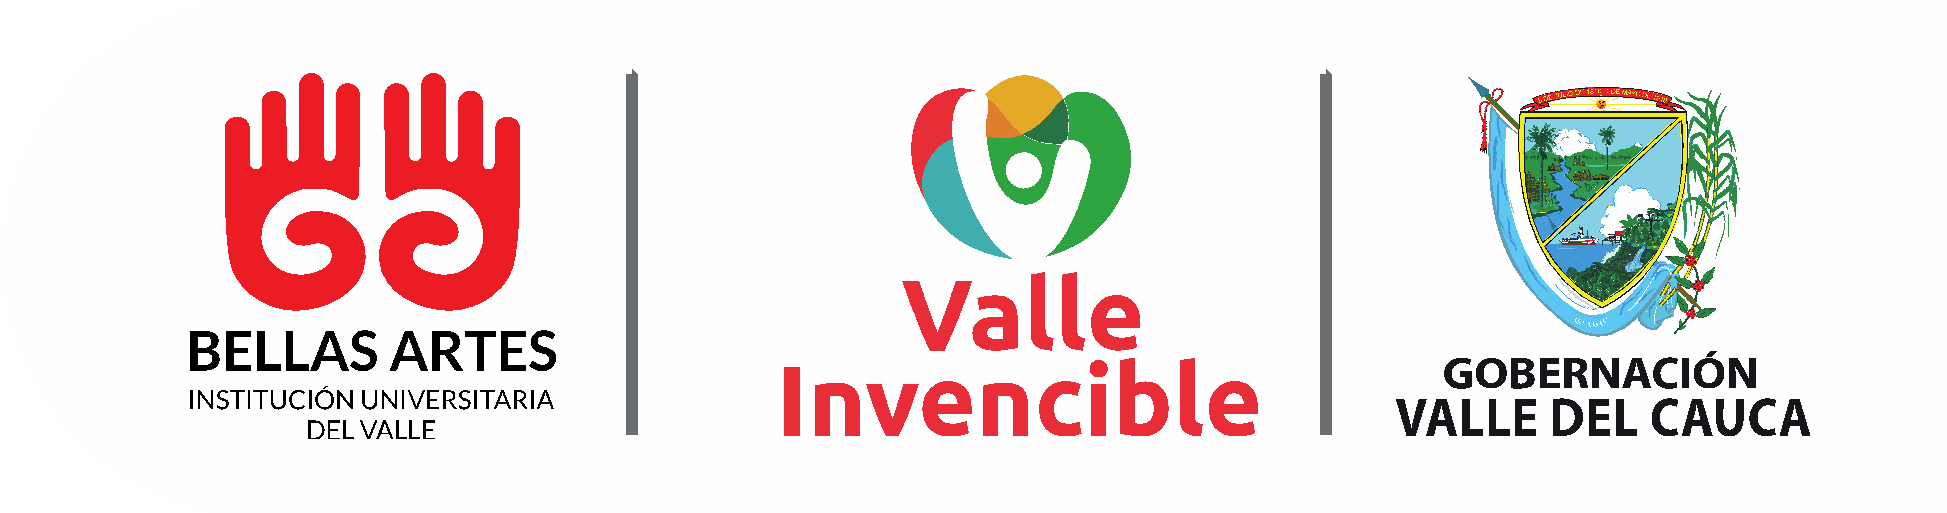 BELLAS ARTES
INSTITUCIÓN UNIVERSITARIA
DEL VALLE
Valle
Invencible
GOBERNACIÓN
VALLE DEL CAUCA